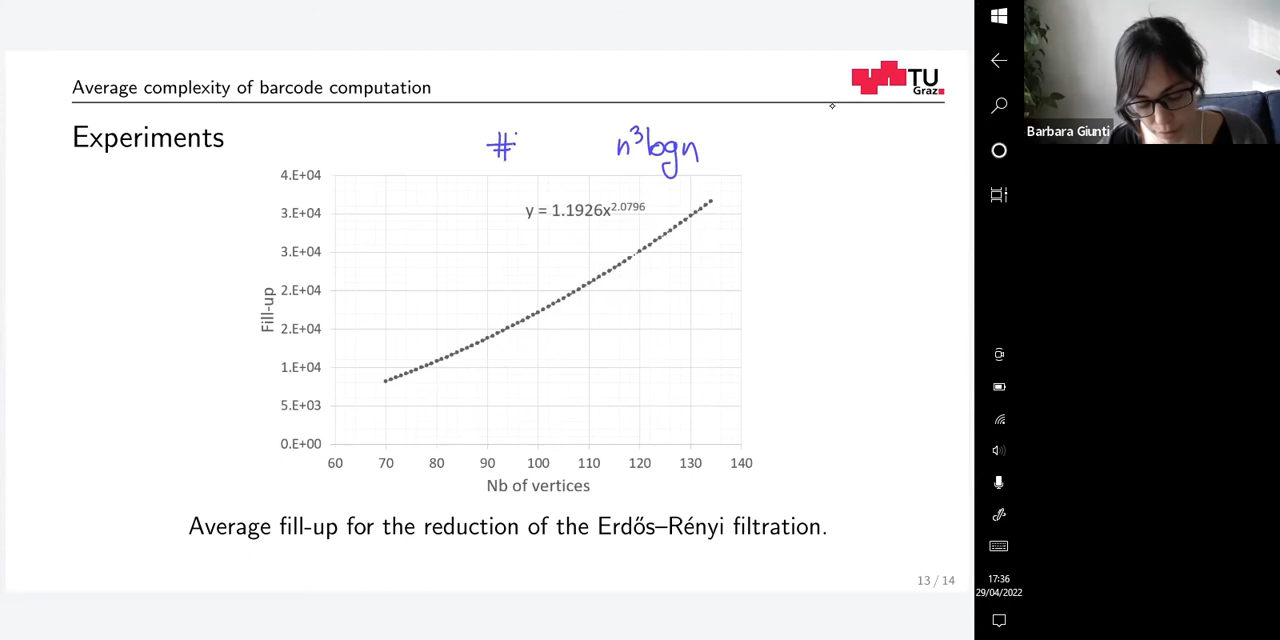 Average complexity of barcode computation
TU
Graz
Experiments
# n³logn
4.E+04
3.E+04
3.E+04
2.E+04
2.E+04
1.E+04
5.E+03
0.E+00
y = 1.1926x^2.0796
Fill-up
60 70 80 90 100 110 120 130 140
Nb of vertices
Average fill-up for the reduction of the Erdős–Rényi filtration.
13 / 14
Barbara Giunti
17:36
29/04/2022